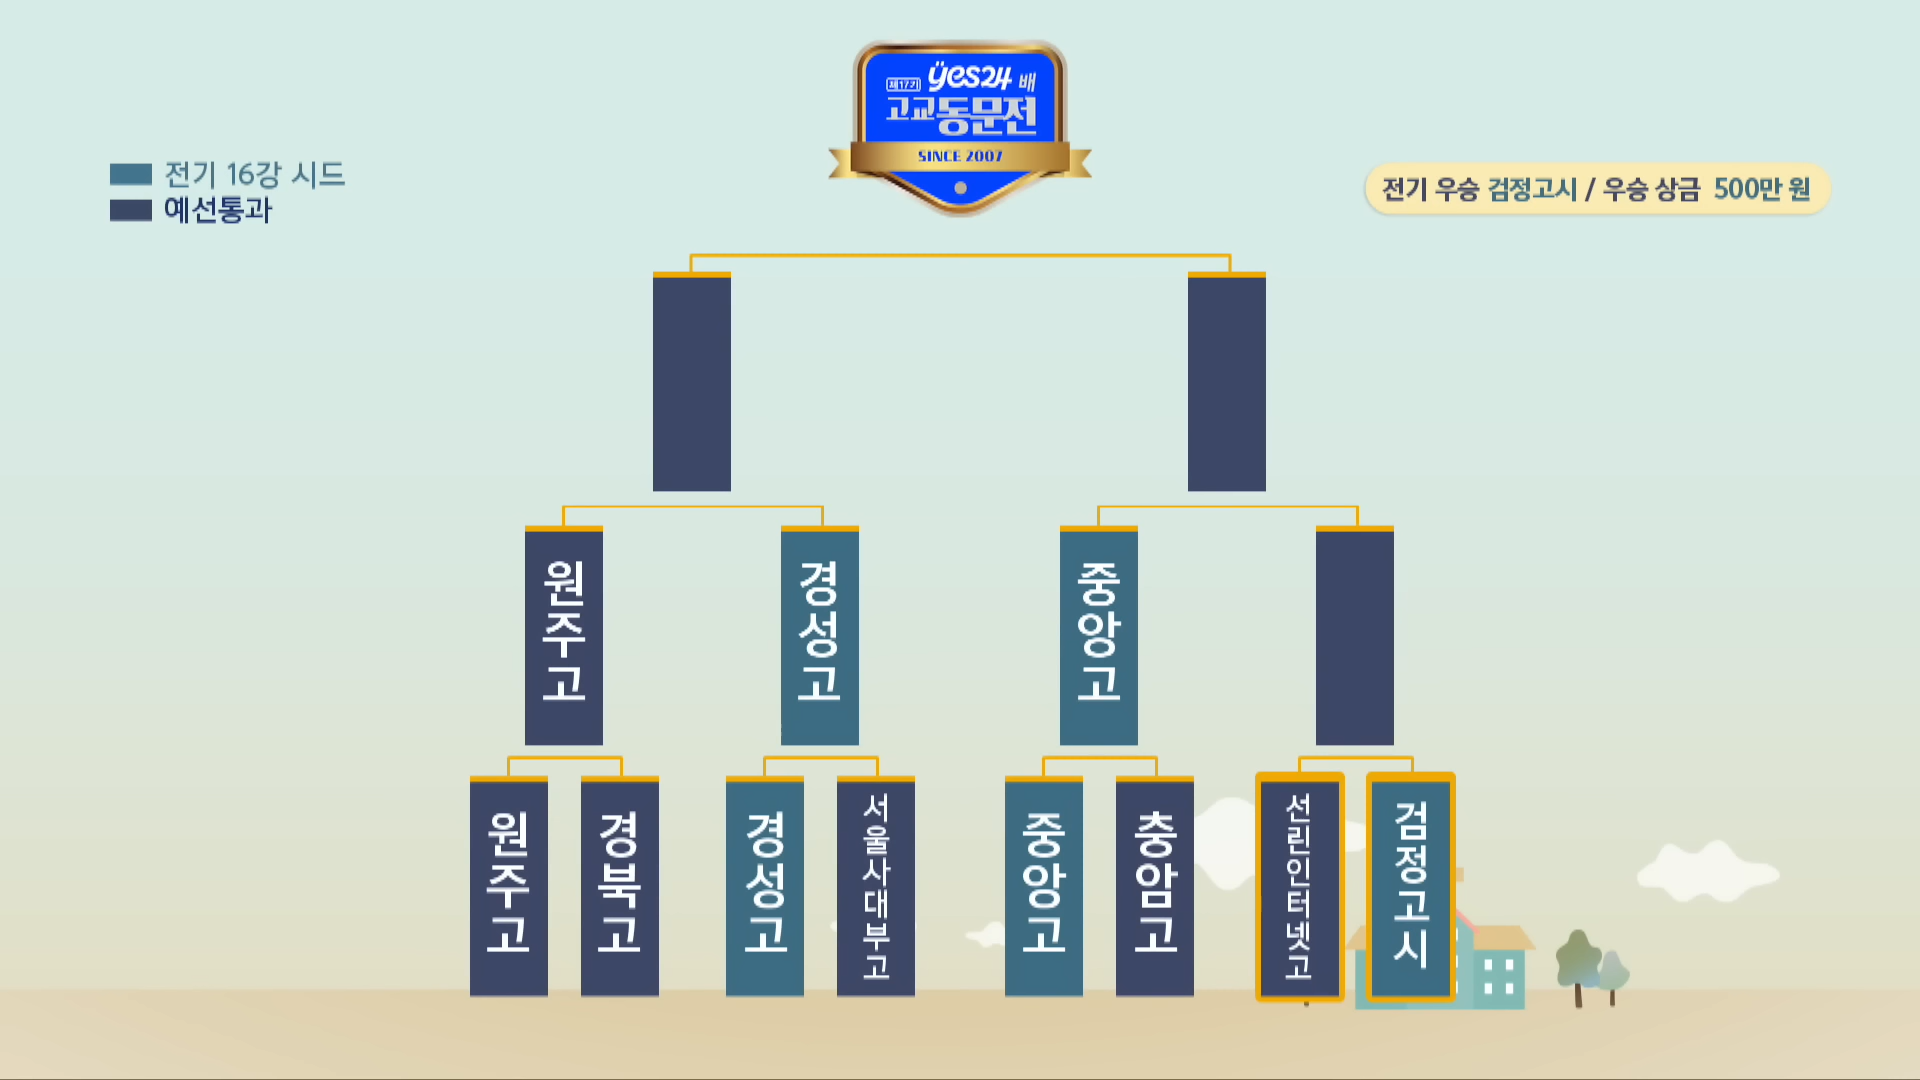 제17기 yes24 배
고교동문전
SINCE 2007
전기 16강 시드
예선통과
전기 우승 검정고시 / 우승 상금 500만 원
원주고
경성고
중앙고
원주고
경북고
경성고
서울사대부고
중앙고
충암고
선린인터넷고
검정고시